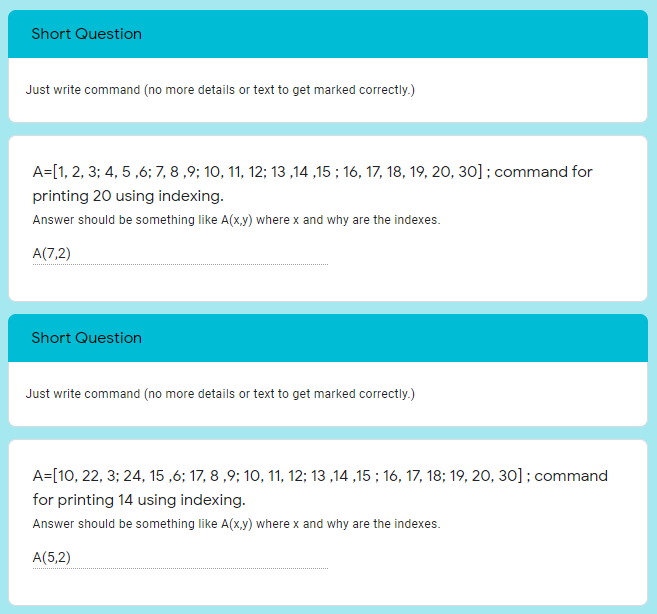 Short Question
Just write command (no more details or text to get marked correctly.)
A=[1, 2, 3; 4, 5 ,6; 7, 8 ,9; 10, 11, 12; 13 ,14 ,15 ; 16, 17, 18, 19, 20, 30] ; command for
printing 20 using indexing.
Answer should be something like A(x,y) where x and why are the indexes.
A(7,2)
Short Question
Just write command (no more details or text to get marked correctly.)
A=[10, 22, 3; 24, 15 ,6; 17, 8 ,9; 10, 11, 12; 13 ,14 ,15 ; 16, 17, 18; 19, 20, 30] ; command
for printing 14 using indexing.
Answer should be something like A(x,y) where x and why are the indexes.
A(5,2)